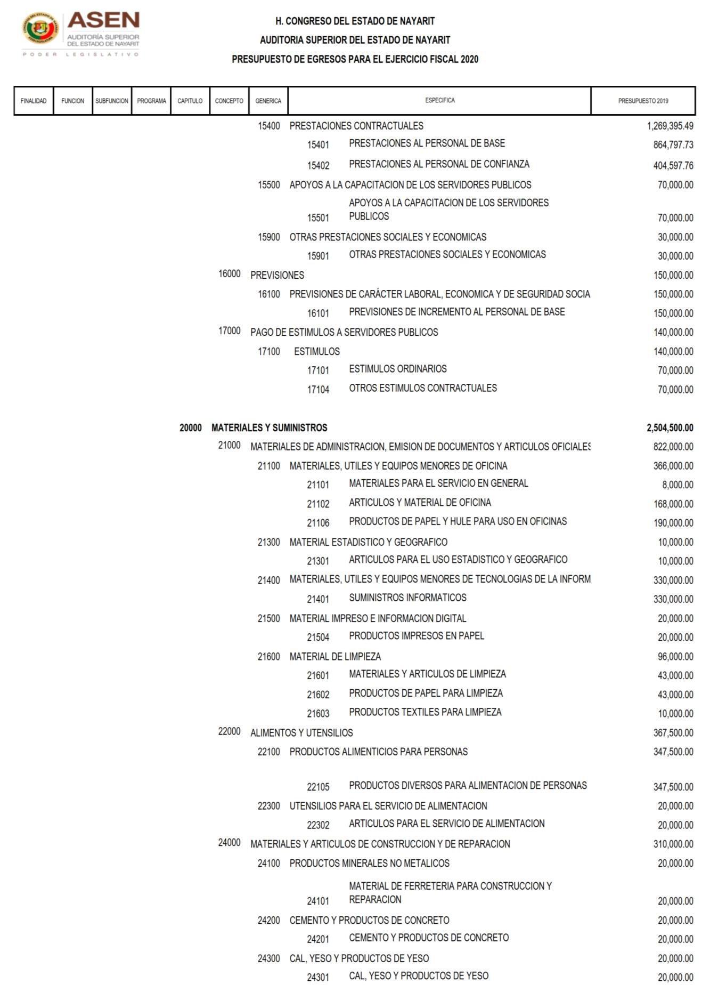 ASEN
AUDITORÍA SUPERIOR
DEL ESTADO DE NAYARIT
PODER LEGISLATIVO
H. CONGRESO DEL ESTADO DE NAYARIT
AUDITORIA SUPERIOR DEL ESTADO DE NAYARIT
PRESUPUESTO DE EGRESOS PARA EL EJERCICIO FISCAL 2020
FINALIDAD FUNCION SUBFUNCION PROGRAMA CAPITULO CONCEPTO GENERICA ESPECIFICA PRESUPUESTO 2019
15400 PRESTACIONES CONTRACTUALES 1,269,395.49
15401 PRESTACIONES AL PERSONAL DE BASE 864,797.73
15402 PRESTACIONES AL PERSONAL DE CONFIANZA 404,597.76
15500 APOYOS A LA CAPACITACION DE LOS SERVIDORES PUBLICOS 70,000.00
APOYOS A LA CAPACITACION DE LOS SERVIDORES
15501 PUBLICOS 70,000.00
15900 OTRAS PRESTACIONES SOCIALES Y ECONOMICAS 30,000.00
15901 OTRAS PRESTACIONES SOCIALES Y ECONOMICAS 30,000.00
16000 PREVISIONES 150,000.00
16100 PREVISIONES DE CARÁCTER LABORAL, ECONOMICA Y DE SEGURIDAD SOCIA 150,000.00
16101 PREVISIONES DE INCREMENTO AL PERSONAL DE BASE 150,000.00
17000 PAGO DE ESTIMULOS A SERVIDORES PUBLICOS 140,000.00
17100 ESTIMULOS 140,000.00
17101 ESTIMULOS ORDINARIOS 70,000.00
17104 OTROS ESTIMULOS CONTRACTUALES 70,000.00
20000 MATERIALES Y SUMINISTROS 2,504,500.00
21000 MATERIALES DE ADMINISTRACION, EMISION DE DOCUMENTOS Y ARTICULOS OFICIALES 822,000.00
21100 MATERIALES, UTILES Y EQUIPOS MENORES DE OFICINA 366,000.00
21101 MATERIALES PARA EL SERVICIO EN GENERAL 8,000.00
21102 ARTICULOS Y MATERIAL DE OFICINA 168,000.00
21106 PRODUCTOS DE PAPEL Y HULE PARA USO EN OFICINAS 190,000.00
21300 MATERIAL ESTADISTICO Y GEOGRAFICO 10,000.00
21301 ARTICULOS PARA EL USO ESTADISTICO Y GEOGRAFICO 10,000.00
21400 MATERIALES, UTILES Y EQUIPOS MENORES DE TECNOLOGIAS DE LA INFORM 330,000.00
21401 SUMINISTROS INFORMATICOS 330,000.00
21500 MATERIAL IMPRESO E INFORMACION DIGITAL 20,000.00
21504 PRODUCTOS IMPRESOS EN PAPEL 20,000.00
21600 MATERIAL DE LIMPIEZA 96,000.00
21601 MATERIALES Y ARTICULOS DE LIMPIEZA 43,000.00
21602 PRODUCTOS DE PAPEL PARA LIMPIEZA 43,000.00
21603 PRODUCTOS TEXTILES PARA LIMPIEZA 10,000.00
22000 ALIMENTOS Y UTENSILIOS 367,500.00
22100 PRODUCTOS ALIMENTICIOS PARA PERSONAS 347,500.00
22105 PRODUCTOS DIVERSOS PARA ALIMENTACION DE PERSONAS 347,500.00
22300 UTENSILIOS PARA EL SERVICIO DE ALIMENTACION 20,000.00
22302 ARTICULOS PARA EL SERVICIO DE ALIMENTACION 20,000.00
24000 MATERIALES Y ARTICULOS DE CONSTRUCCION Y DE REPARACION 310,000.00
24100 PRODUCTOS MINERALES NO METALICOS 20,000.00
MATERIAL DE FERRETERIA PARA CONSTRUCCION Y
24101 REPARACION 20,000.00
24200 CEMENTO Y PRODUCTOS DE CONCRETO 20,000.00
24201 CEMENTO Y PRODUCTOS DE CONCRETO 20,000.00
24300 CAL, YESO Y PRODUCTOS DE YESO 20,000.00
24301 CAL, YESO Y PRODUCTOS DE YESO 20,000.00